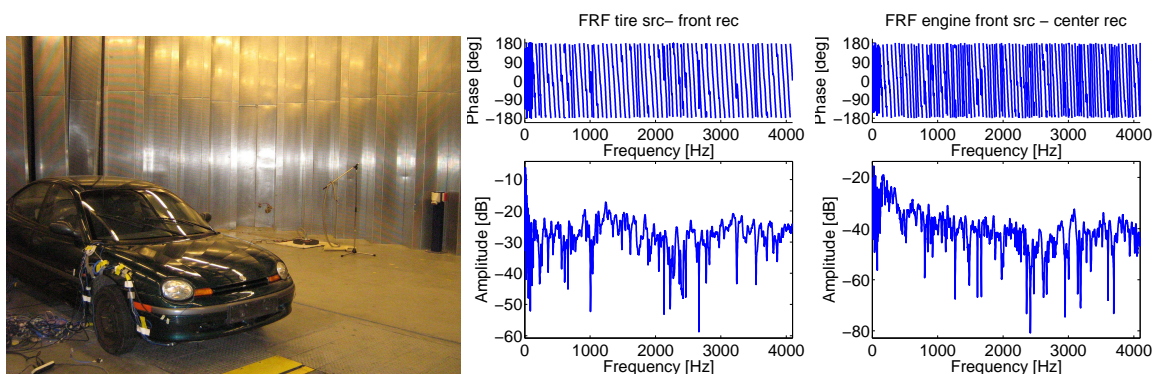 FRF tire src− front rec
180
90
0
−90
−180
Phase [deg]
0 1000 2000 3000 4000
Frequency [Hz]
−10
−20
−30
−40
−50
−60
Amplitude [dB]
0 1000 2000 3000 4000
Frequency [Hz]
FRF engine front src − center rec
180
90
0
−90
−180
Phase [deg]
0 1000 2000 3000 4000
Frequency [Hz]
−20
−40
−60
−80
Amplitude [dB]
0 1000 2000 3000 4000
Frequency [Hz]